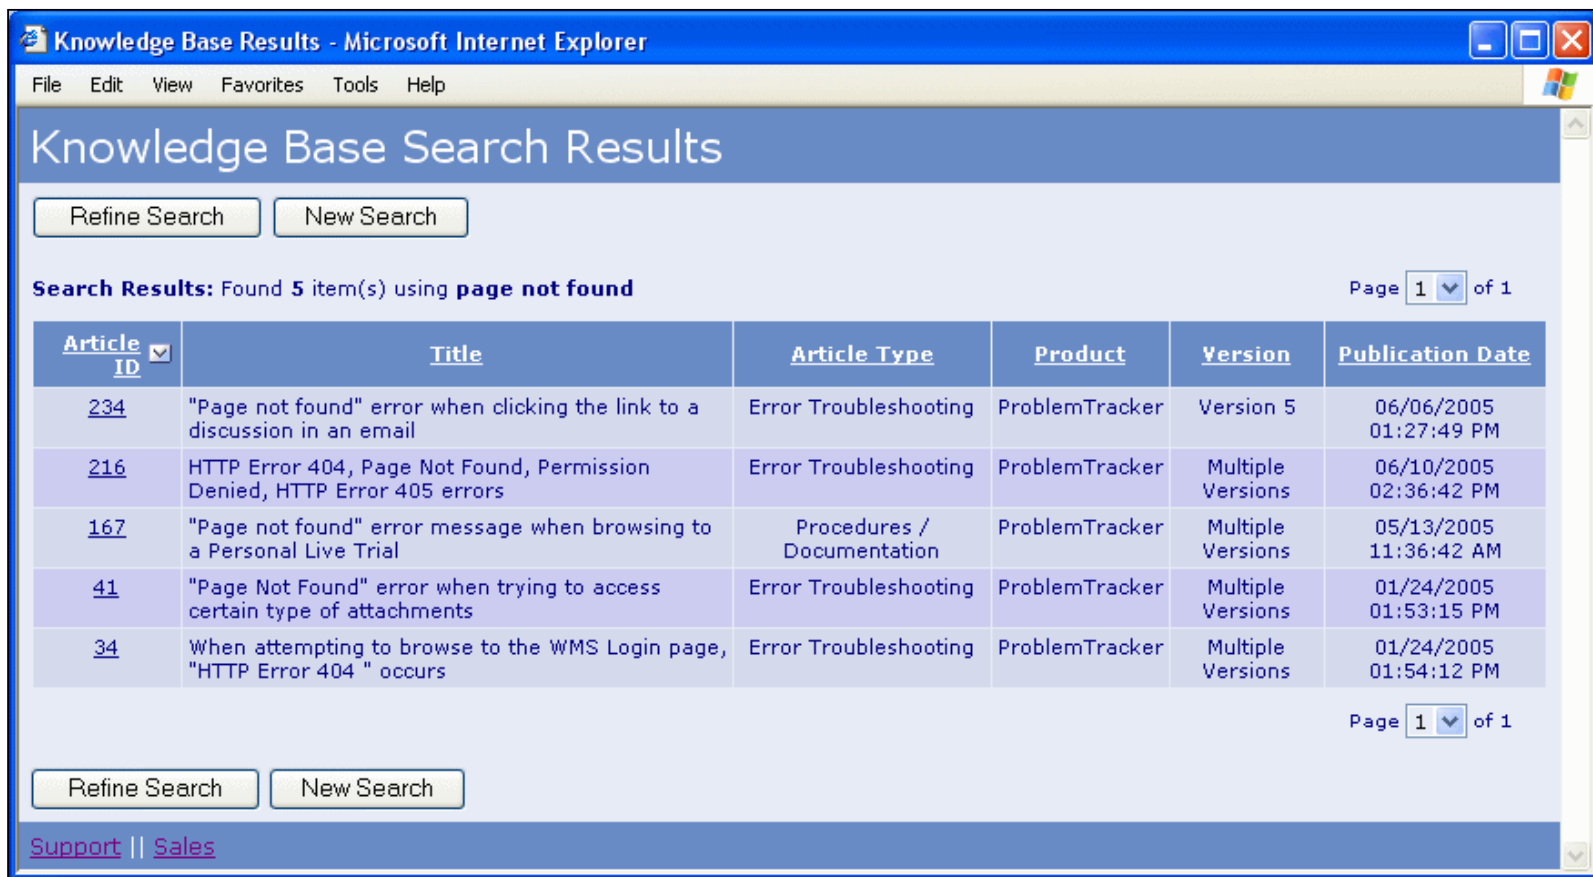 Knowledge Base Results - Microsoft Internet Explorer
File Edit View Favorites Tools Help
Knowledge Base Search Results
Refine Search New Search
Search Results: Found 5 item(s) using page not found Page 1 of 1
Article
ID Title Article Type Product Version Publication Date
234 "Page not found" error when clicking the link to a Error Troubleshooting ProblemTracker Version 5 06/06/2005
discussion in an email 01:27:49 PM
216 HTTP Error 404, Page Not Found, Permission Error Troubleshooting ProblemTracker Multiple 06/10/2005
Denied, HTTP Error 405 errors Versions 02:36:42 PM
167 "Page not found" error message when browsing to Procedures / ProblemTracker Multiple 05/13/2005
a Personal Live Trial Documentation Versions 11:36:42 AM
41 "Page Not Found" error when trying to access Error Troubleshooting ProblemTracker Multiple 01/24/2005
certain type of attachments Versions 01:53:15 PM
34 When attempting to browse to the WMS Login page, Error Troubleshooting ProblemTracker Multiple 01/24/2005
"HTTP Error 404 " occurs Versions 01:54:12 PM
Page 1 of 1
Refine Search New Search
Support || Sales